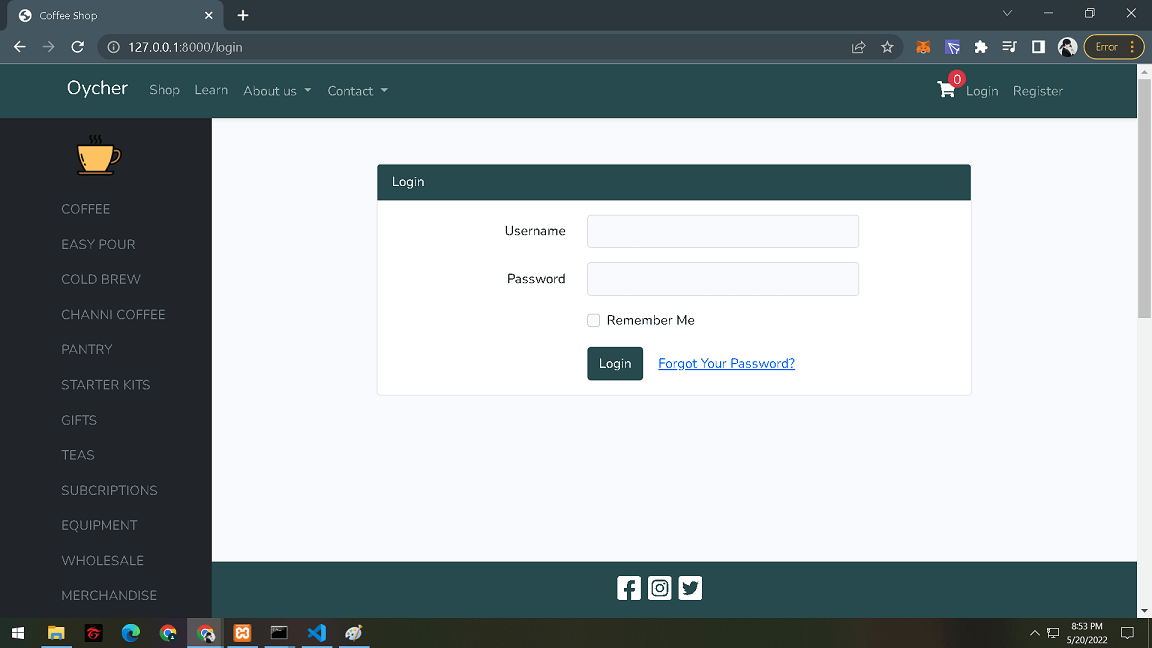 Coffee Shop
127.0.0.1:8000/login
Error
Oycher Shop Learn About us Contact 0 Login Register
COFFEE
EASY POUR
COLD BREW
CHANNI COFFEE
PANTRY
STARTER KITS
GIFTS
TEAS
SUBCRIPTIONS
EQUIPMENT
WHOLESALE
MERCHANDISE
Login
Username
Password
Remember Me
Login Forgot Your Password?
8:53 PM
5/20/2022